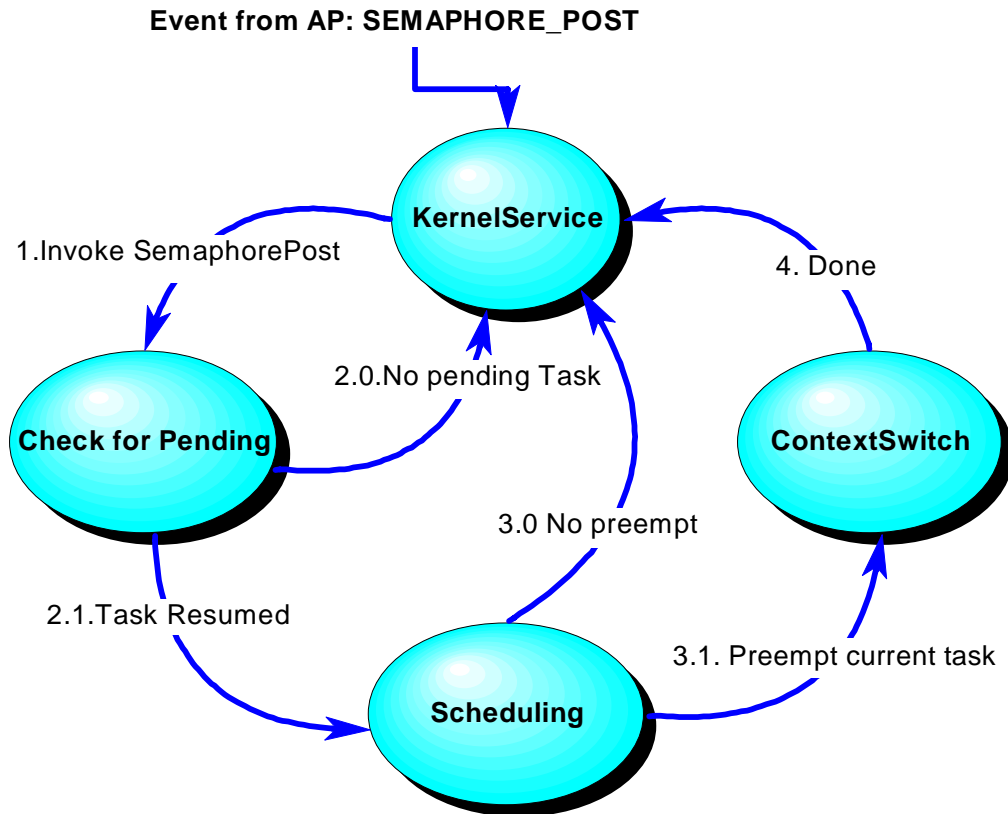 Event from AP: SEMAPHORE_POST
KernelService
1.Invoke SemaphorePost
4. Done
2.0.No pending Task
Check for Pending
ContextSwitch
3.0 No preempt
2.1.Task Resumed
3.1. Preempt current task
Scheduling